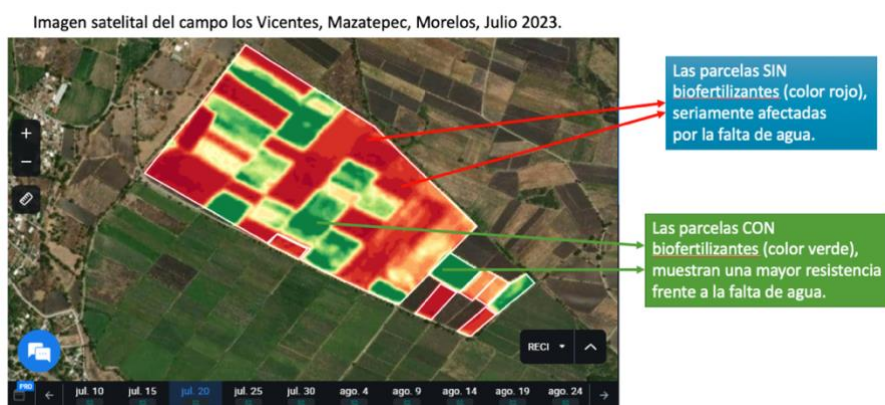 Imagen satelital del campo los Vicentes, Mazatepec, Morelos, Julio 2023.
Las parcelas SIN
biofertilizantes (color rojo),
seriamente afectadas
por la falta de agua.
Las parcelas CON
biofertilizantes (color verde),
muestran una mayor resistencia
frente a la falta de agua.
+
−
RECI
PRO
jul. 10 jul. 15 jul. 20 jul. 25 jul. 30 ago. 4 ago. 9 ago. 14 ago. 19 ago. 24